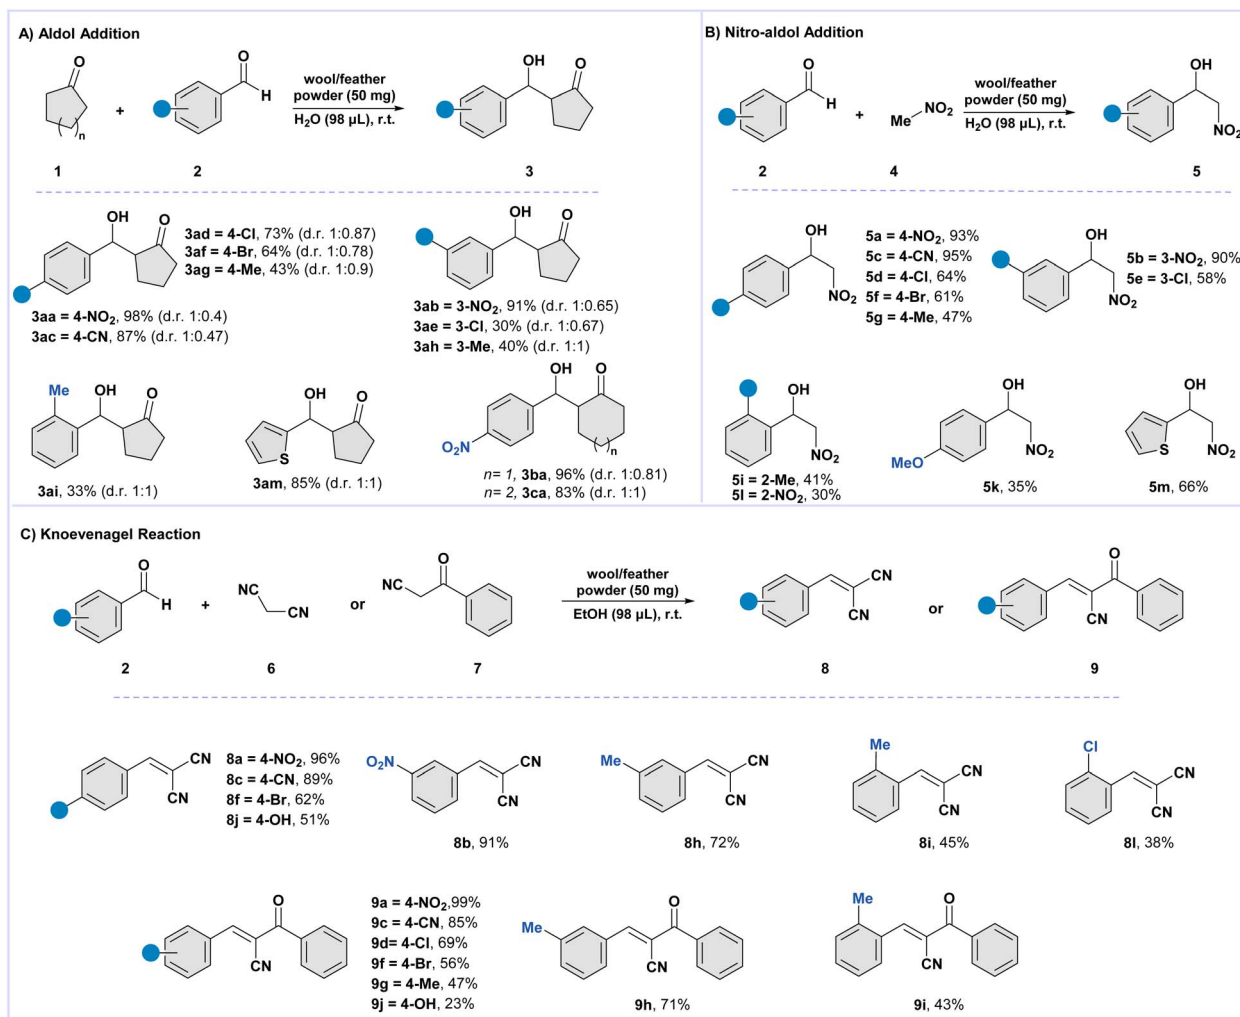 A) Aldol Addition
O
n
1
+
O
H
2
wool/feather
powder (50 mg)
H₂O (98 µL), r.t.
OH O
3
3ad = 4-Cl, 73% (d.r. 1:0.87)
3af = 4-Br, 64% (d.r. 1:0.78)
3ag = 4-Me, 43% (d.r. 1:0.9)
OH O
3aa = 4-NO₂, 98% (d.r. 1:0.4)
3ac = 4-CN, 87% (d.r. 1:0.47)
OH O
3ab = 3-NO₂, 91% (d.r. 1:0.65)
3ae = 3-Cl, 30% (d.r. 1:0.67)
3ah = 3-Me, 40% (d.r. 1:1)
Me OH O
3ai, 33% (d.r. 1:1)
OH O
S
3am, 85% (d.r. 1:1)
OH O
O₂N
n
n= 1, 3ba, 96% (d.r. 1:0.81)
n= 2, 3ca, 83% (d.r. 1:1)
B) Nitro-aldol Addition
O
H
2
+
Me NO₂
4
wool/feather
powder (50 mg)
H₂O (98 µL), r.t.
OH
NO₂
5
OH
NO₂
5a = 4-NO₂, 93%
5c = 4-CN, 95%
5d = 4-Cl, 64%
5f = 4-Br, 61%
5g = 4-Me, 47%
OH
NO₂
5b = 3-NO₂, 90%
5e = 3-Cl, 58%
OH
NO₂
5i = 2-Me, 41%
5l = 2-NO₂, 30%
OH
MeO
NO₂
5k, 35%
OH
S
NO₂
5m, 66%
C) Knoevenagel Reaction
O
H
2
+
NC
CN
6
or
NC
O
7
wool/feather
powder (50 mg)
EtOH (98 µL), r.t.
CN
CN
8
or
O
CN
9
CN
CN
8a = 4-NO₂, 96%
8c = 4-CN, 89%
8f = 4-Br, 62%
8j = 4-OH, 51%
O₂N
CN
CN
8b, 91%
Me
CN
CN
8h, 72%
Me
CN
CN
8i, 45%
Cl
CN
CN
8l, 38%
O
CN
9a = 4-NO₂,99%
9c = 4-CN, 85%
9d= 4-Cl, 69%
9f = 4-Br, 56%
9g = 4-Me, 47%
9j = 4-OH, 23%
Me
O
CN
9h, 71%
Me
O
CN
9i, 43%